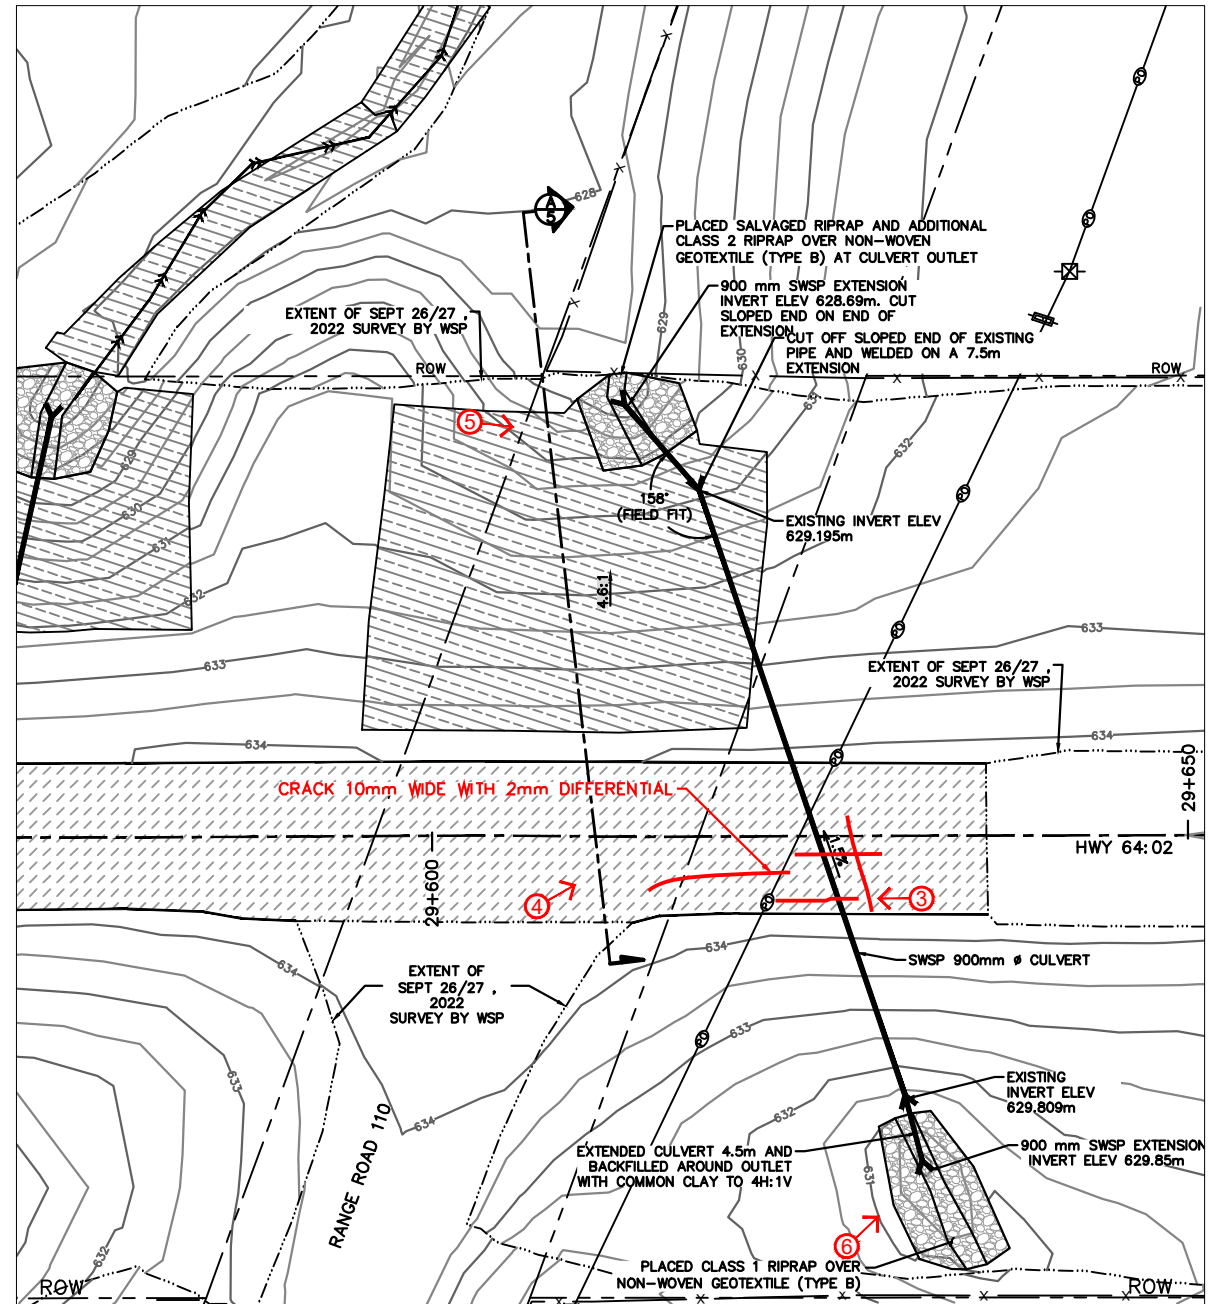 628
A
5
PLACED SALVAGED RIPRAP AND ADDITIONAL
CLASS 2 RIPRAP OVER NON-WOVEN
GEOTEXTILE (TYPE B) AT CULVERT OUTLET
900 mm SWSP EXTENSION
INVERT ELEV 628.69m. CUT
SLOPED END ON END OF
EXTENSION
EXTENT OF SEPT 26/27 ,
2022 SURVEY BY WSP
629
630
631
CUT OFF SLOPED END OF EXISTING
PIPE AND WELDED ON A 7.5m
EXTENSION
ROW
ROW
5
632
629
630
631
632
158°
(FIELD FIT)
EXISTING INVERT ELEV
629.195m
4.6:1
633
633
EXTENT OF SEPT 26/27 ,
2022 SURVEY BY WSP
634
634
29+650
CRACK 10mm WIDE WITH 2mm DIFFERENTIAL
HWY 64:02
1.5%
29+600
4
3
634
634
SWSP 900mm ø CULVERT
EXTENT OF
SEPT 26/27 ,
2022
SURVEY BY WSP
633
633
EXISTING
INVERT ELEV
629.809m
632
634
RANGE ROAD 110
EXTENDED CULVERT 4.5m AND
BACKFILLED AROUND OUTLET
WITH COMMON CLAY TO 4H:1V
900 mm SWSP EXTENSION
INVERT ELEV 629.85m
631
6
632
PLACED CLASS 1 RIPRAP OVER
NON-WOVEN GEOTEXTILE (TYPE B)
ROW
ROW